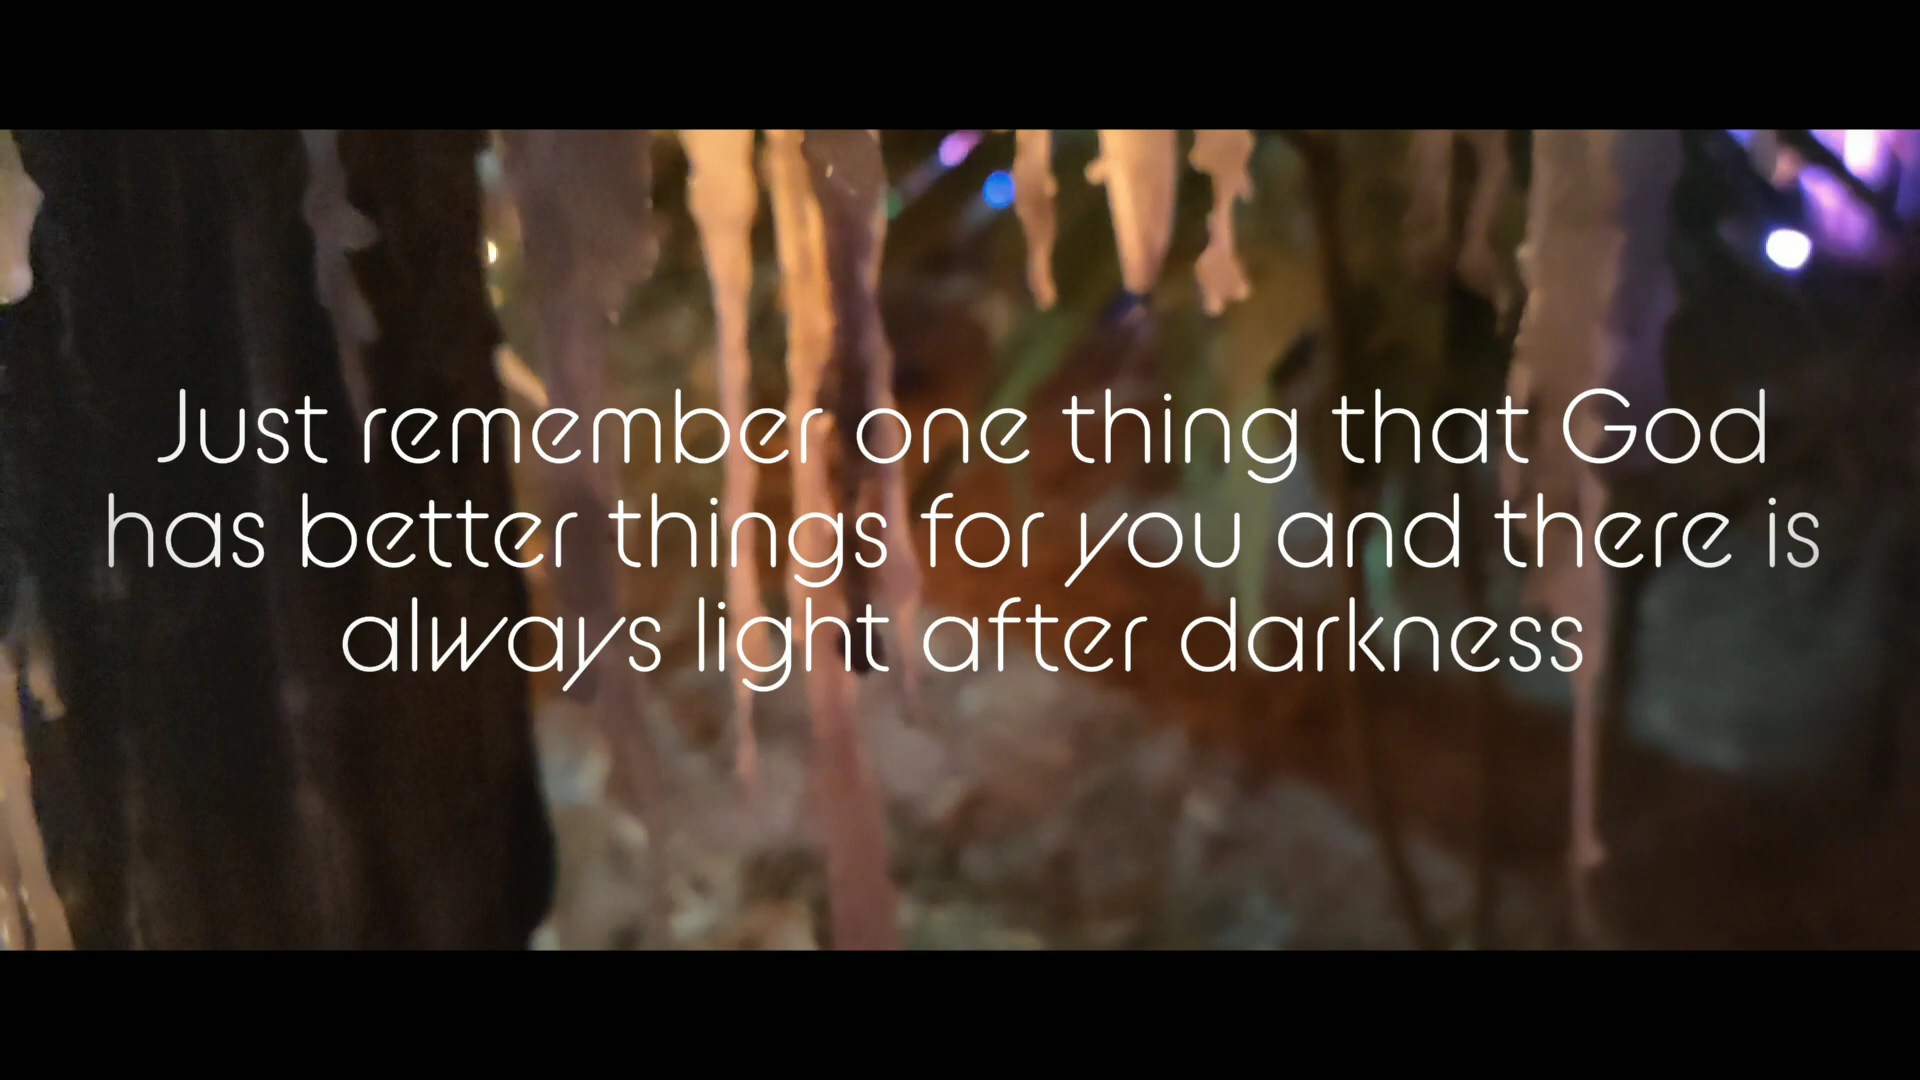 Just remember one thing that God
has better things for you and there is
always light after darkness